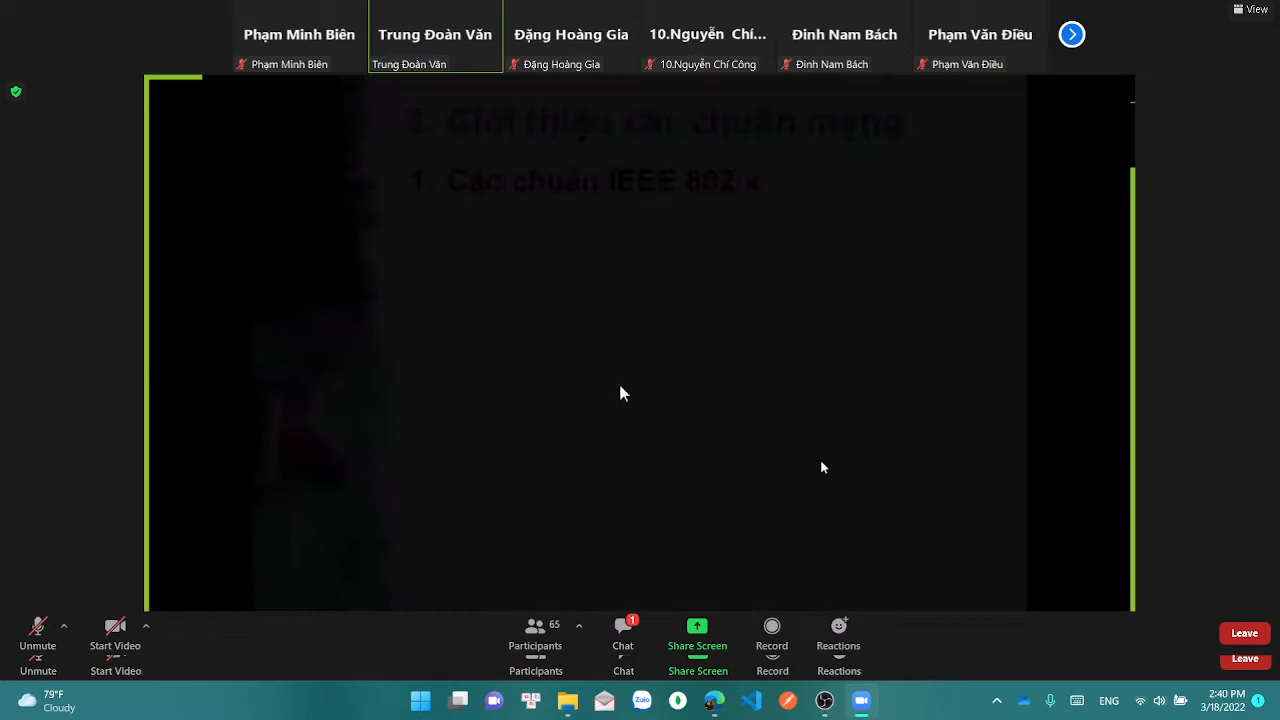 View
Phạm Minh Biên
Trung Đoàn Văn
Đặng Hoàng Gia
10.Nguyễn Chí...
Đinh Nam Bách
Phạm Văn Điều
Phạm Minh Biên
Trung Đoàn Văn
Đặng Hoàng Gia
10.Nguyễn Chí Công
Đinh Nam Bách
Phạm Văn Điều
Giới thiệu các chuẩn mạng
1. Các chuẩn IEEE 802.x
65
1
Unmute
Start Video
Participants
Chat
Share Screen
Record
Reactions
Leave
Unmute
Start Video
Participants
Chat
Share Screen
Record
Reactions
Leave
79°F
Cloudy
Zalo
ENG
2:40 PM
3/18/2022
1